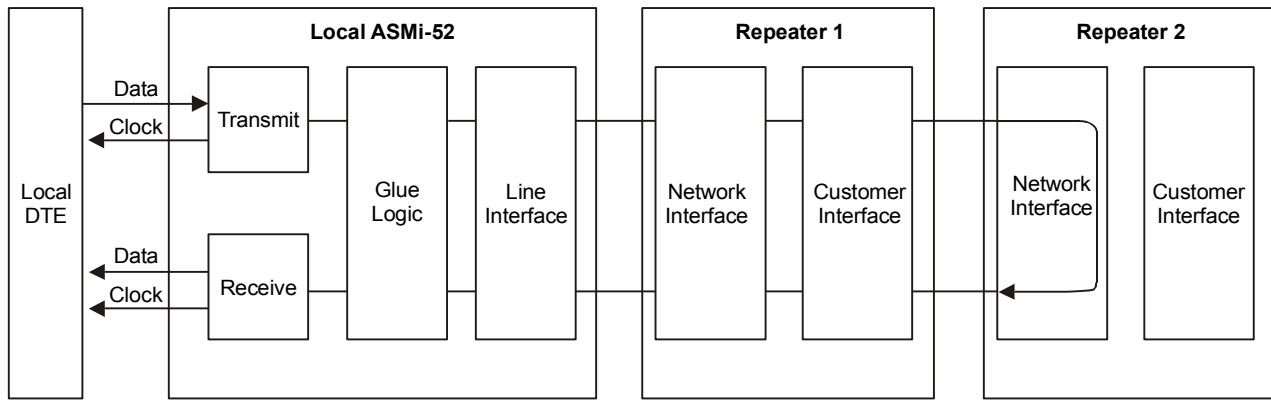 Local ASMi-52
Repeater 1
Repeater 2
Local
DTE
Data
Clock
Transmit
Data
Clock
Receive
Glue
Logic
Line
Interface
Network
Interface
Customer
Interface
Network
Interface
Customer
Interface